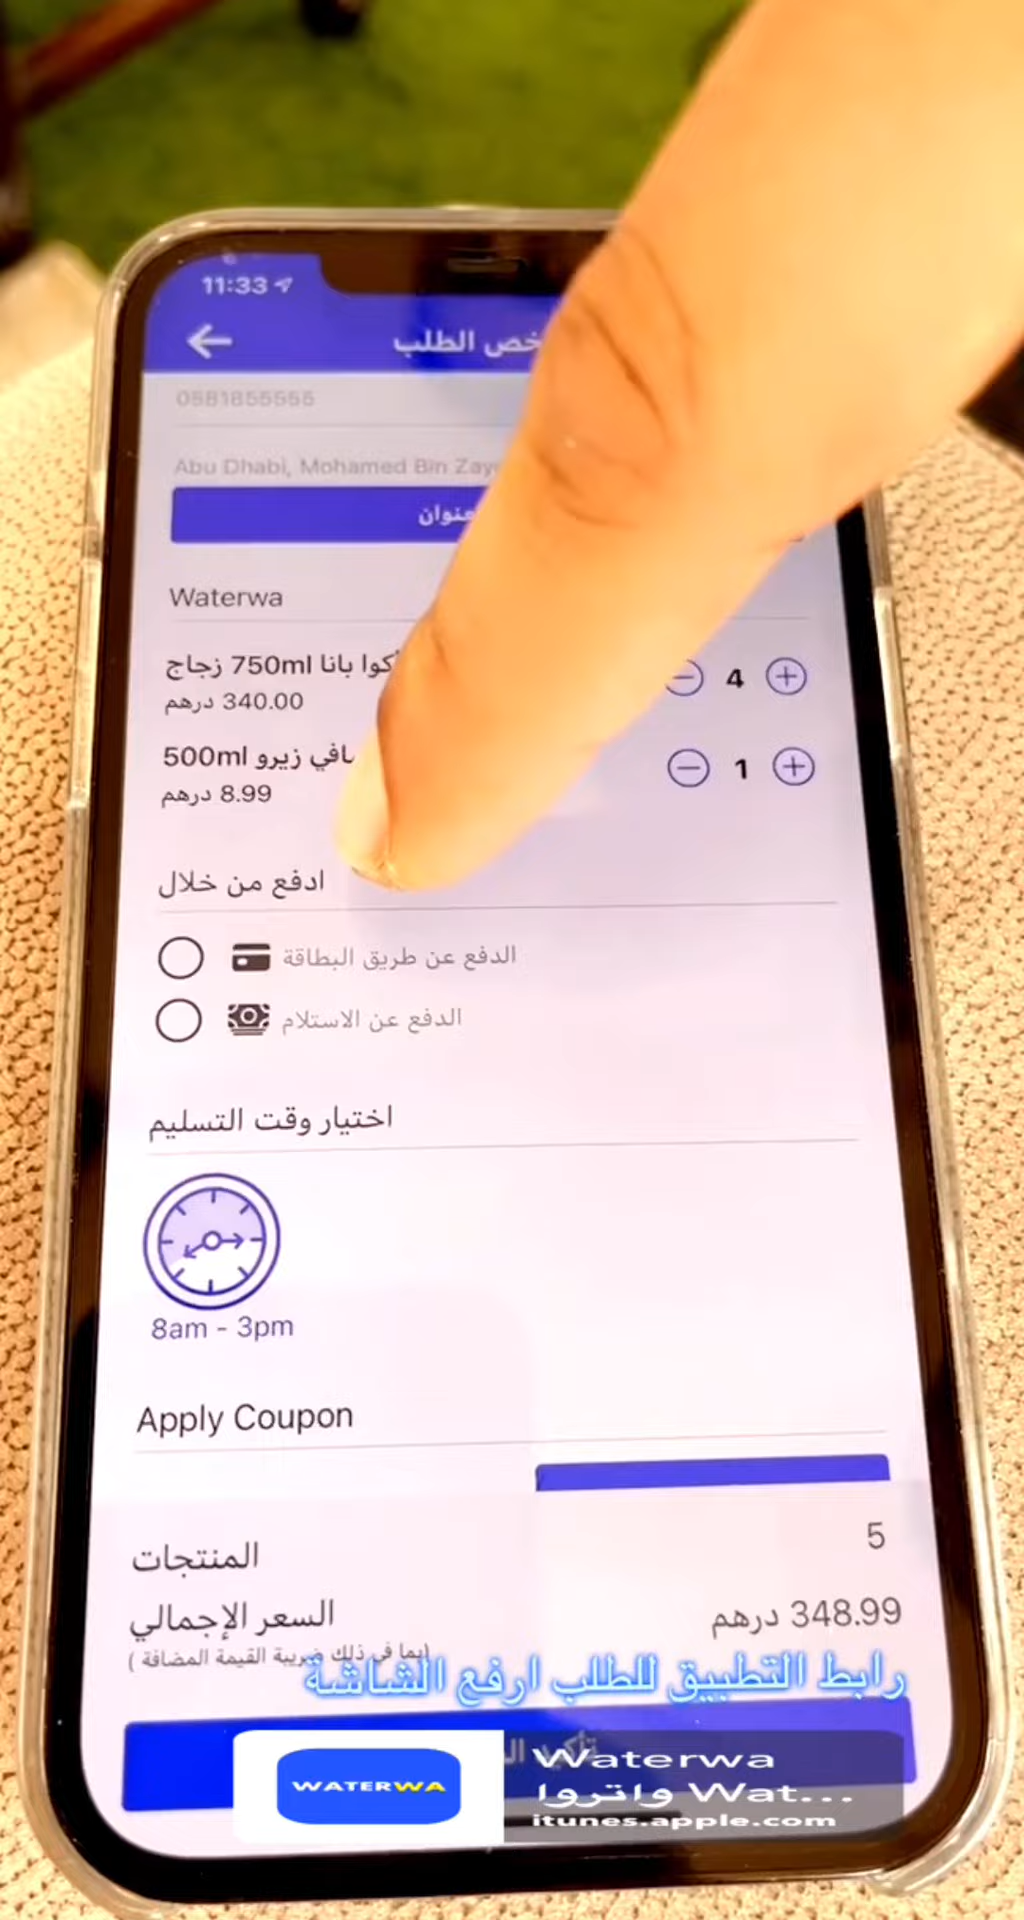 11:33
خص الطلب
0581855555
Abu Dhabi, Mohamed Bin Zay
عنوان
Waterwa
أكوا بانا 750ml زجاج
340.00 درهم
4
مافي زيرو 500ml
8.99 درهم
1
ادفع من خلال
الدفع عن طريق البطاقة
الدفع عن الاستلام
اختيار وقت التسليم
8am - 3pm
Apply Coupon
المنتجات 5
السعر الإجمالي 348.99 درهم
(بما في ذلك ضريبة القيمة المضافة )
رابط التطبيق للطلب ارفع الشاشة
WATERWA
Waterwa
واتروا Wat...
itunes.apple.com